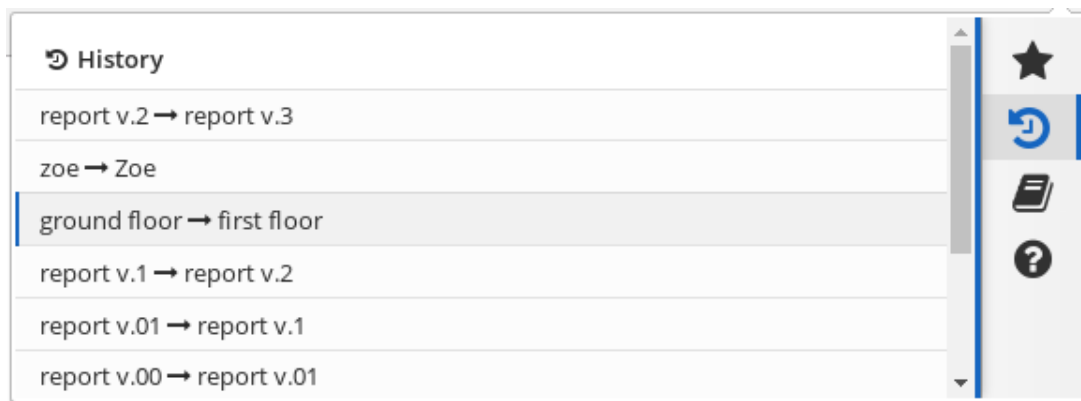 History
report v.2 → report v.3
zoe → Zoe
ground floor → first floor
report v.1 → report v.2
report v.01 → report v.1
report v.00 → report v.01